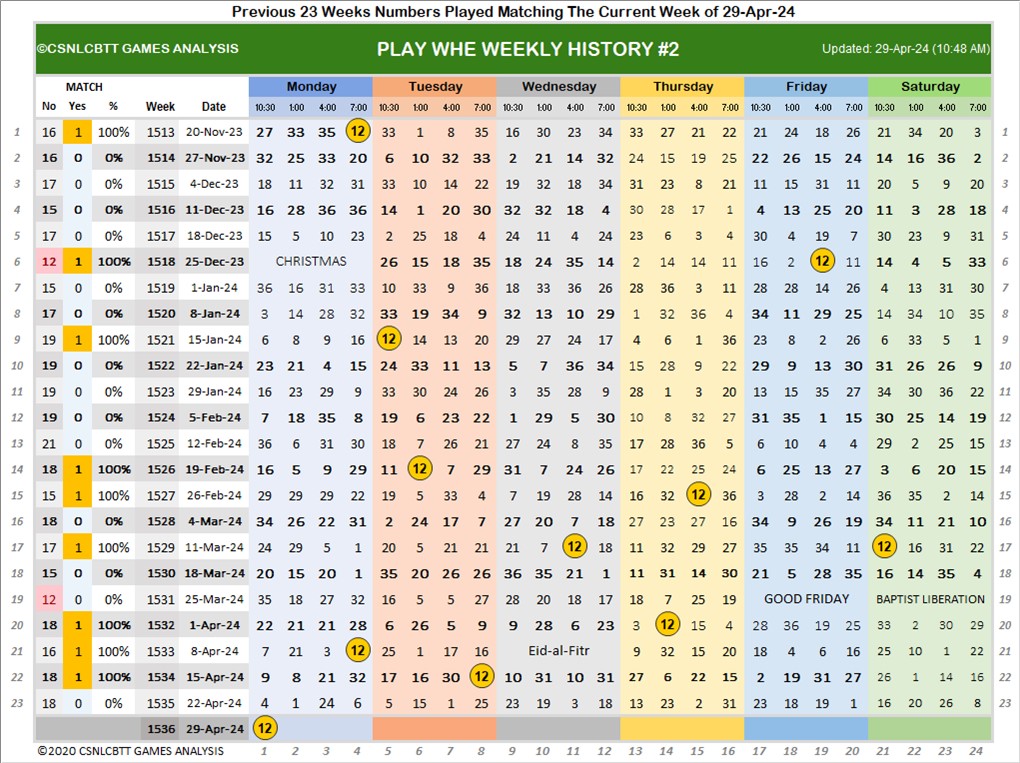 Previous 23 Weeks Numbers Played Matching The Current Week of 29-Apr-24
©CSNLCBTT GAMES ANALYSIS PLAY WHE WEEKLY HISTORY #2 Updated: 29-Apr-24 (10:48 AM)
MATCH Monday Tuesday Wednesday Thursday Friday Saturday
No Yes % Week Date 10:30 1:00 4:00 7:00 10:30 1:00 4:00 7:00 10:30 1:00 4:00 7:00 10:30 1:00 4:00 7:00 10:30 1:00 4:00 7:00 10:30 1:00 4:00 7:00
1 16 1 100% 1513 20-Nov-23 27 33 35 12 33 1 8 35 16 30 23 34 33 27 21 22 21 24 18 26 21 34 20 3 1
2 16 0 0% 1514 27-Nov-23 32 25 33 20 6 10 32 33 2 21 14 32 24 15 19 25 22 26 15 24 14 16 36 2 2
3 17 0 0% 1515 4-Dec-23 18 11 32 31 33 10 14 22 19 32 18 34 31 23 8 21 11 15 31 11 20 5 9 20 3
4 15 0 0% 1516 11-Dec-23 16 28 36 36 14 1 20 30 32 32 18 4 30 28 17 1 4 13 25 20 11 3 28 18 4
5 17 0 0% 1517 18-Dec-23 15 5 10 23 2 25 18 4 24 11 4 24 23 6 3 4 30 4 19 7 30 23 9 31 5
6 12 1 100% 1518 25-Dec-23 CHRISTMAS 26 15 18 35 18 24 35 14 2 14 14 11 16 2 12 11 14 4 5 33 6
7 15 0 0% 1519 1-Jan-24 36 16 31 33 10 33 9 36 18 33 36 26 28 36 3 11 28 28 14 26 4 13 31 30 7
8 17 0 0% 1520 8-Jan-24 3 14 28 32 33 19 34 9 32 13 10 29 1 32 36 4 34 11 29 25 14 34 10 35 8
9 19 1 100% 1521 15-Jan-24 6 8 9 16 12 14 13 20 29 27 24 17 4 6 1 36 23 8 2 26 6 33 5 1 9
10 19 0 0% 1522 22-Jan-24 23 21 4 15 24 33 11 13 5 7 36 34 15 28 9 22 29 9 13 30 31 26 26 9 10
11 19 0 0% 1523 29-Jan-24 16 23 29 9 33 30 24 26 3 35 28 9 28 1 3 20 13 15 35 27 34 30 36 22 11
12 19 0 0% 1524 5-Feb-24 7 18 35 8 19 6 23 22 1 29 5 30 10 8 32 27 31 35 1 15 30 25 14 19 12
13 21 0 0% 1525 12-Feb-24 36 6 31 30 18 7 26 21 27 24 8 35 17 28 36 5 6 10 4 4 29 2 25 15 13
14 18 1 100% 1526 19-Feb-24 16 5 9 29 11 12 7 29 31 7 24 26 17 22 25 24 6 25 13 27 3 6 20 15 14
15 15 1 100% 1527 26-Feb-24 29 29 29 22 19 5 33 4 7 19 28 14 16 32 12 36 3 28 2 14 36 35 2 14 15
16 18 0 0% 1528 4-Mar-24 34 26 22 31 2 24 17 7 27 20 7 18 27 23 27 16 34 9 26 19 34 11 21 10 16
17 17 1 100% 1529 11-Mar-24 24 29 5 1 20 5 21 21 21 7 12 18 11 32 29 27 35 35 34 11 12 16 31 22 17
18 15 0 0% 1530 18-Mar-24 20 15 20 1 35 20 26 26 36 35 21 1 11 31 14 30 21 5 28 35 16 14 35 4 18
19 12 0 0% 1531 25-Mar-24 35 18 27 32 16 5 5 27 28 20 18 17 18 7 25 19 GOOD FRIDAY BAPTIST LIBERATION 19
20 18 1 100% 1532 1-Apr-24 22 21 21 28 6 26 5 9 9 28 6 23 3 12 15 4 28 36 19 25 33 2 30 29 20
21 16 1 100% 1533 8-Apr-24 7 21 3 12 25 1 17 16 Eid-al-Fitr 9 32 15 20 18 4 6 16 25 10 1 22 21
22 18 1 100% 1534 15-Apr-24 9 8 21 32 17 16 30 12 10 31 10 31 27 6 22 15 2 19 31 27 26 1 14 16 22
23 18 0 0% 1535 22-Apr-24 4 1 24 6 5 15 1 25 23 19 3 18 13 23 2 31 23 18 19 1 16 20 26 8 23
1536 29-Apr-24 12
©2020 CSNLCBTT GAMES ANALYSIS 1 2 3 4 5 6 7 8 9 10 11 12 13 14 15 16 17 18 19 20 21 22 23 24